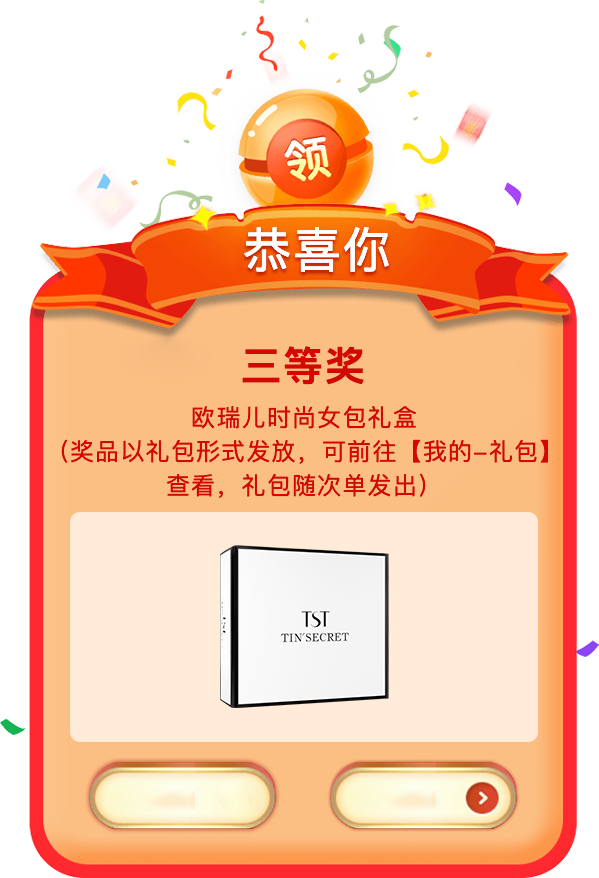 领
恭喜你
三等奖
欧瑞儿时尚女包礼盒
（奖品以礼包形式发放，可前往【我的-礼包】
查看，礼包随次单发出）
TST
TIN'SECRET